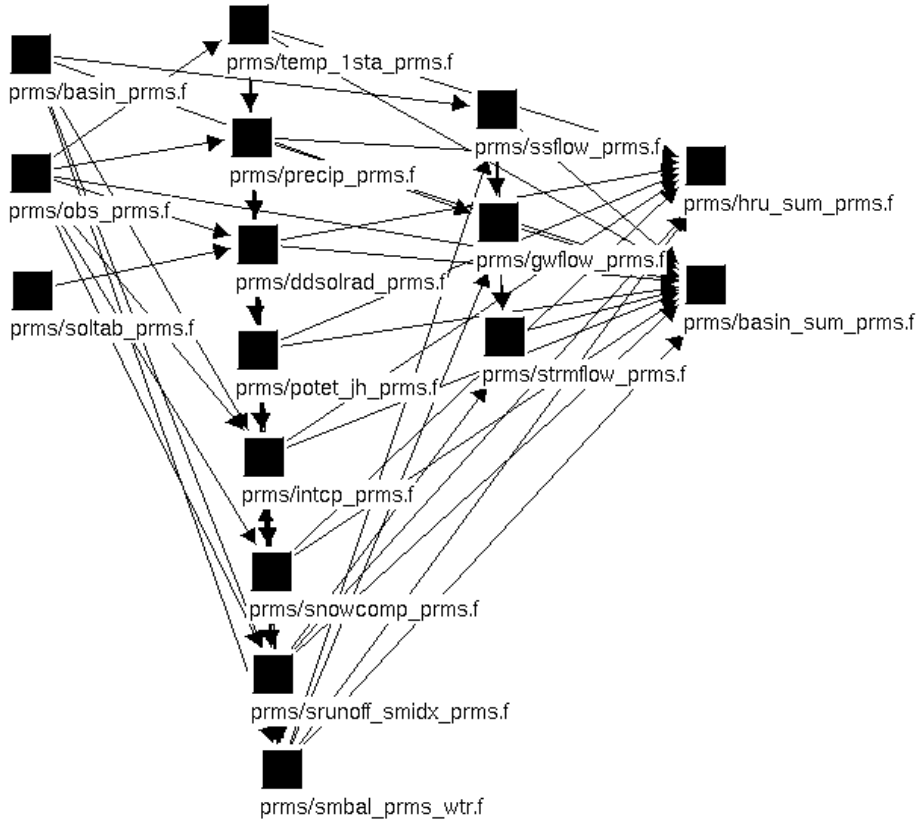 prms/temp_1sta_prms.f
prms/basin_prms.f
prms/ssflow_prms.f
prms/precip_prms.f
prms/hru_sum_prms.f
prms/obs_prms.f
prms/gwflow_prms.f
prms/ddsolrad_prms.f
prms/soltab_prms.f
prms/basin_sum_prms.f
prms/strmflow_prms.f
prms/potet_jh_prms.f
prms/intcp_prms.f
prms/snowcomp_prms.f
prms/srunoff_smidx_prms.f
prms/smbal_prms_wtr.f